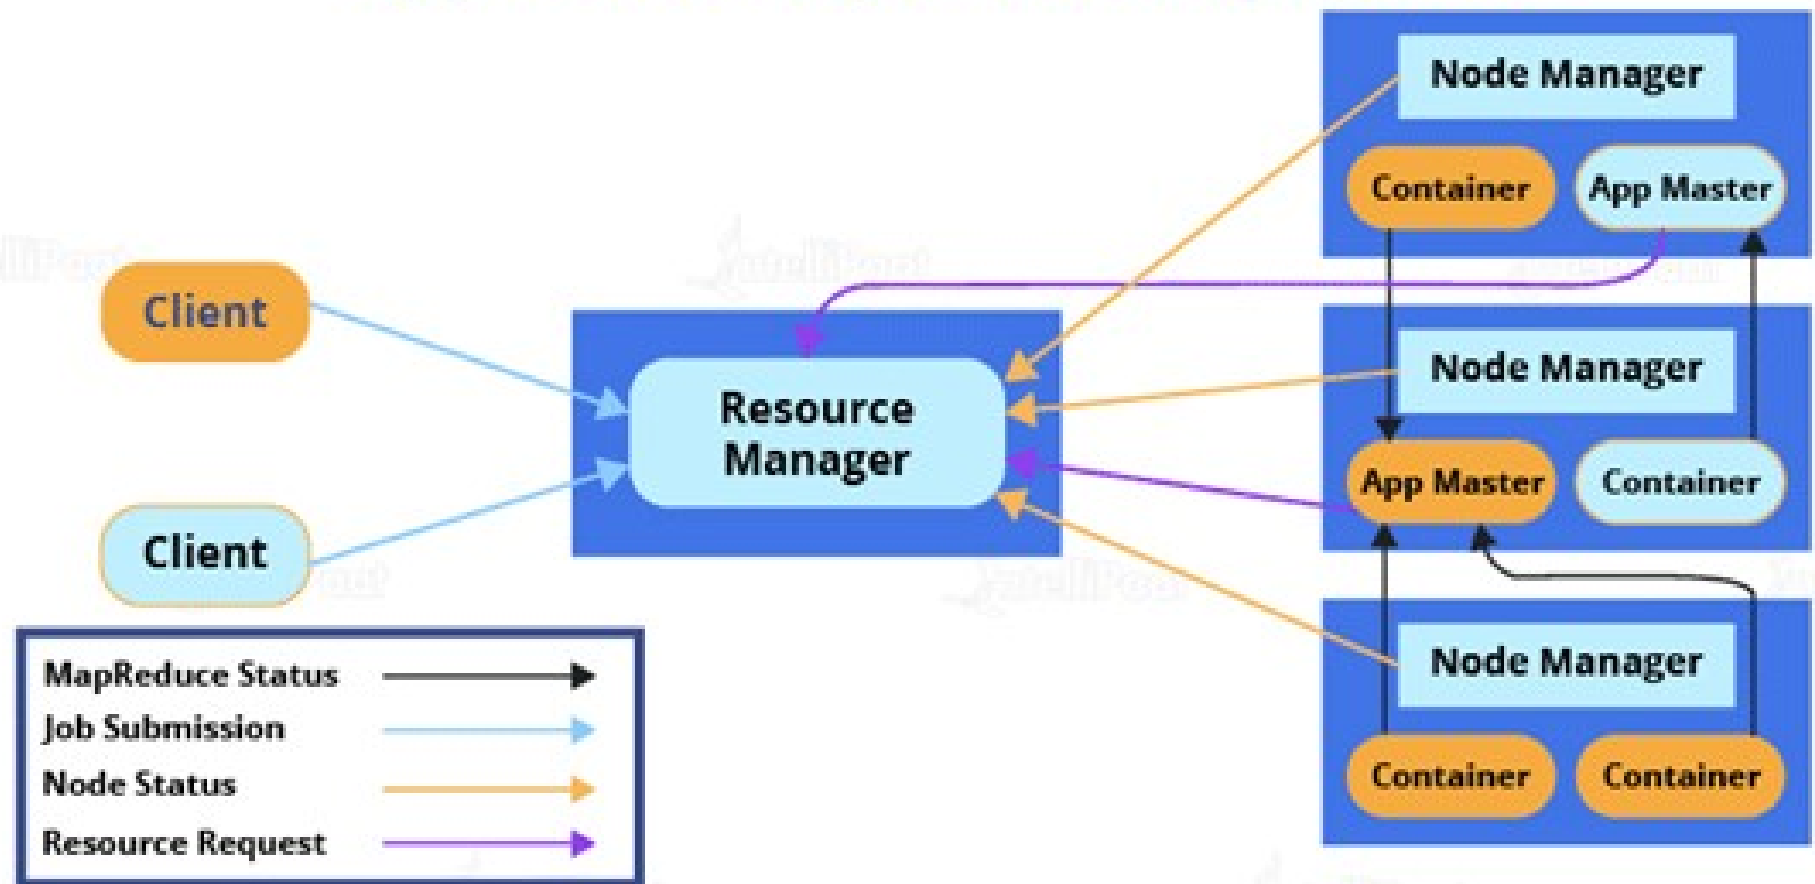 Node Manager
Container
App Master
Client
Resource
Manager
Node Manager
App Master
Container
Client
Node Manager
Container
Container
MapReduce Status
Job Submission
Node Status
Resource Request